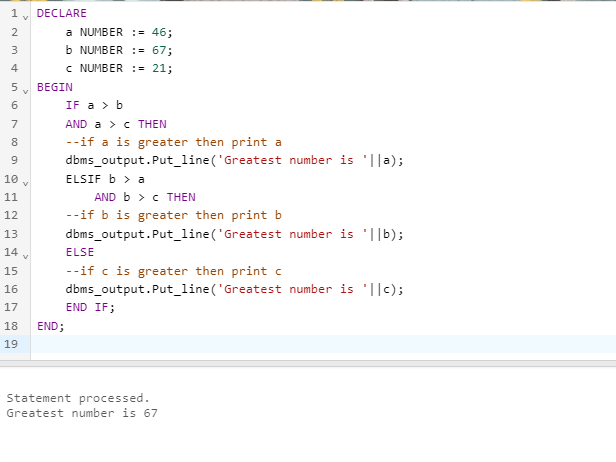 1 DECLARE
2 a NUMBER := 46;
3 b NUMBER := 67;
4 c NUMBER := 21;
5 BEGIN
6 IF a > b
7 AND a > c THEN
8 --if a is greater then print a
9 dbms_output.Put_line('Greatest number is '||a);
10 ELSIF b > a
11 AND b > c THEN
12 --if b is greater then print b
13 dbms_output.Put_line('Greatest number is '||b);
14 ELSE
15 --if c is greater then print c
16 dbms_output.Put_line('Greatest number is '||c);
17 END IF;
18 END;
19
Statement processed.
Greatest number is 67